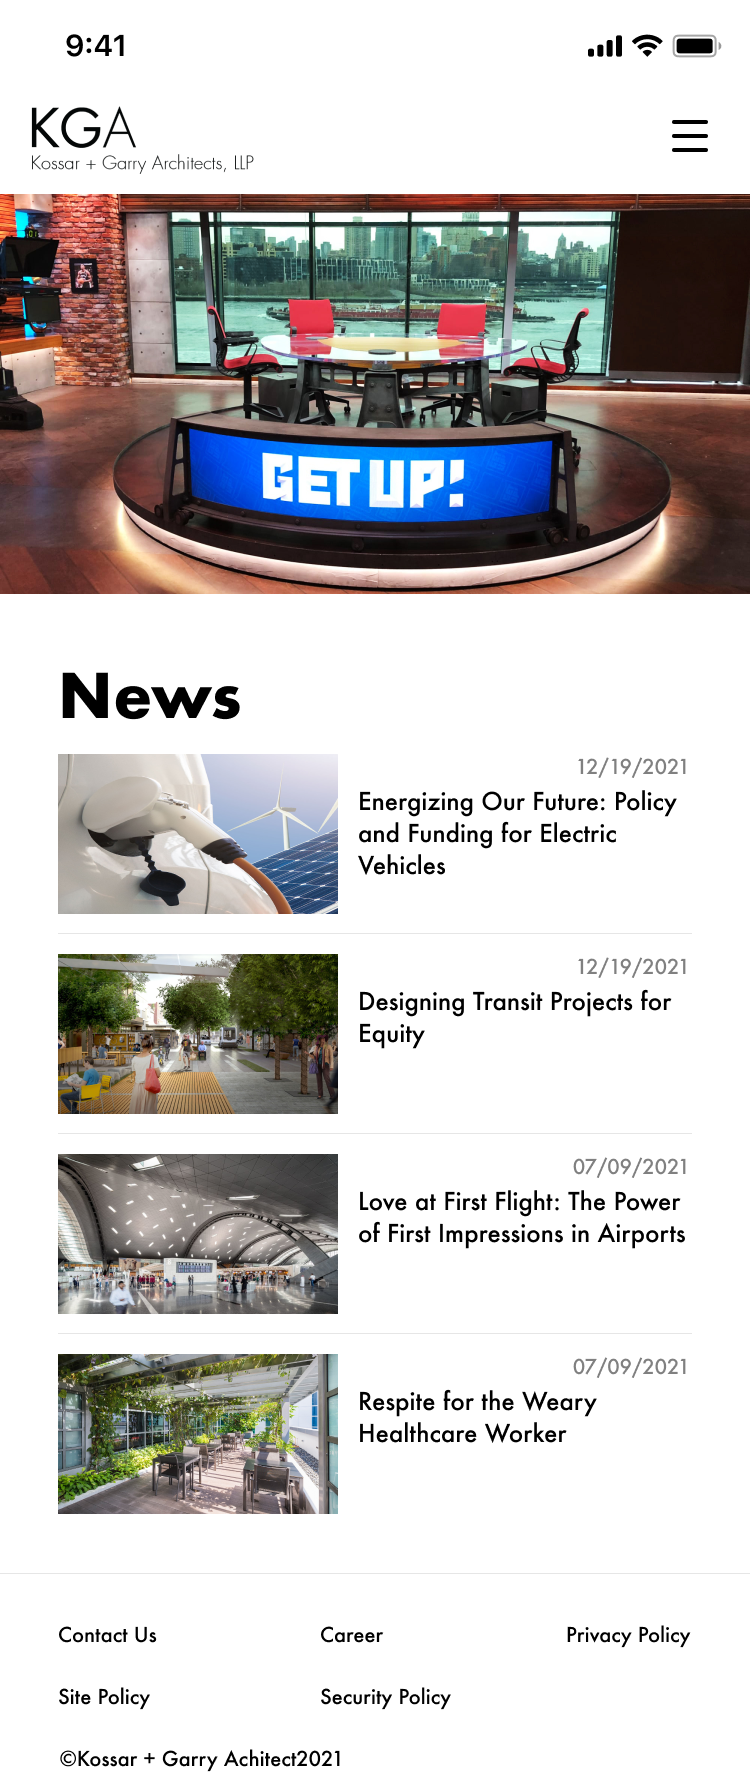 9:41
KGA
Kossar + Garry Architects, LLP
GET UP!
News
12/19/2021
Energizing Our Future: Policy
and Funding for Electric
Vehicles
12/19/2021
Designing Transit Projects for
Equity
07/09/2021
Love at First Flight: The Power
of First Impressions in Airports
07/09/2021
Respite for the Weary
Healthcare Worker
Contact Us
Career
Privacy Policy
Site Policy
Security Policy
©Kossar + Garry Achitect2021